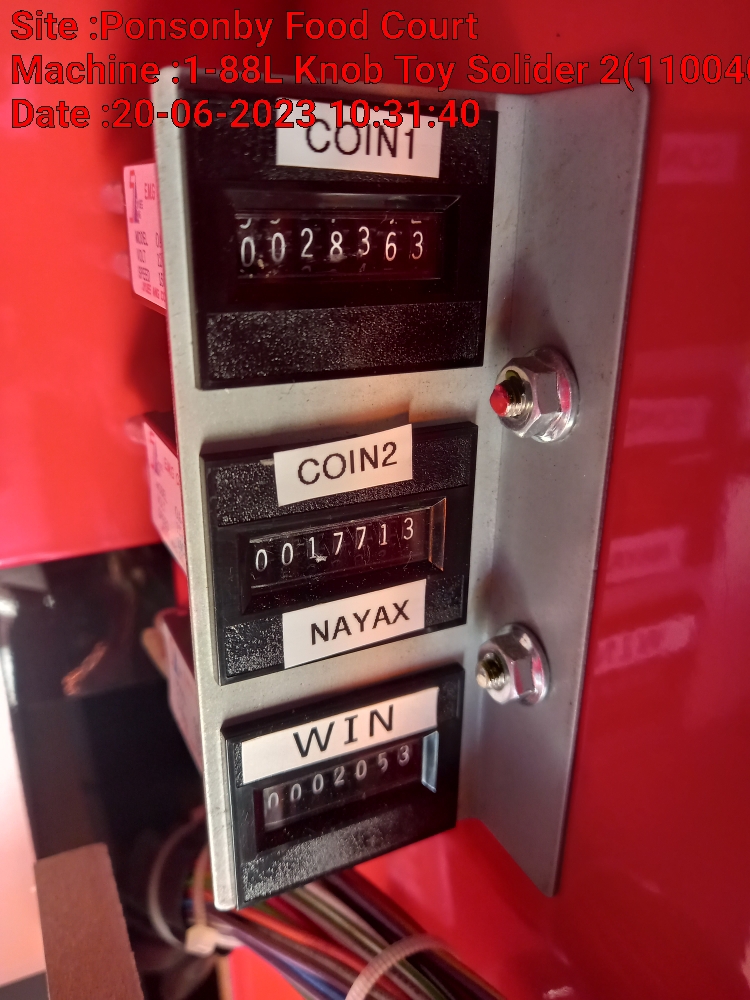 Site :Ponsonby Food Court
Machine :1-88L Knob Toy Solider 2(110040
Date :20-06-2023 10:31:40
COIN1
0028363
COIN2
0017713
NAYAX
WIN
0002053